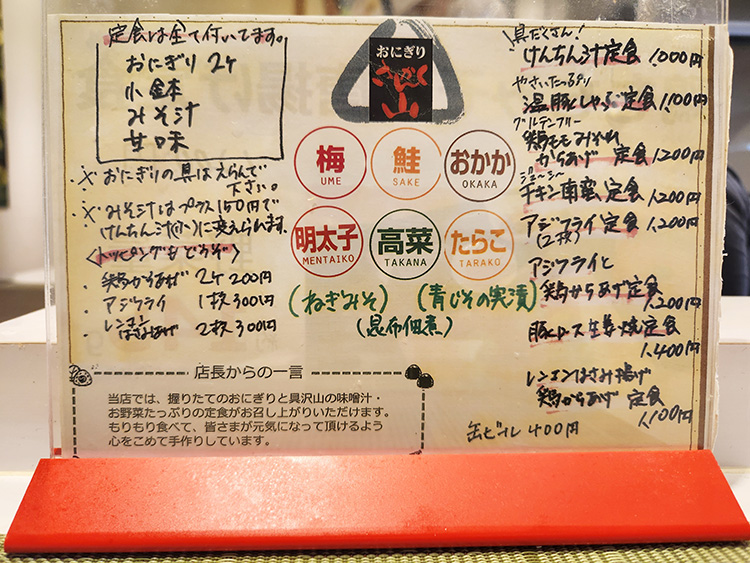 定食は全て付いてます。
おにぎり 2ヶ
小鉢
みそ汁
甘味
※おにぎりの具はえらんで
下さい。
※みそ汁はプラス150円で
けんちん汁(小)に変えられます。
<トッピングもどうぞ>
・鶏からあげ 2ケ 200円
・アジフライ 1枚 300円
・レンコンはさみあげ 2枚 300円
店長からの一言
当店では、握りたてのおにぎりと具沢山の味噌汁・
お野菜たっぷりの定食がお召し上がりいただけます。
もりもり食べて、皆さまが元気になって頂けるよう
心をこめて手作りしています。
おにぎり
山
梅 UME
鮭 SAKE
おかか OKAKA
明太子 MENTAIKO
高菜 TAKANA
たらこ TARAKO
(ねぎみそ) (青じその実漬)
(昆布佃煮)
具だくさん!
けんちん汁定食 1,000円
やさいたっぷり
温豚しゃぶ定食 1,100円
グルテンフリー
鶏モモみぞれ
からあげ 定食 1,200円
ジューシー
チキン南蛮定食 1,200円
アジフライ定食 1,200円
(2枚)
アジフライと
鶏からあげ定食
1,200円
豚ロース生姜焼定食
1,400円
レンコンはさみ揚げ
鶏からあげ 定食
1,100円
缶ビール 400円